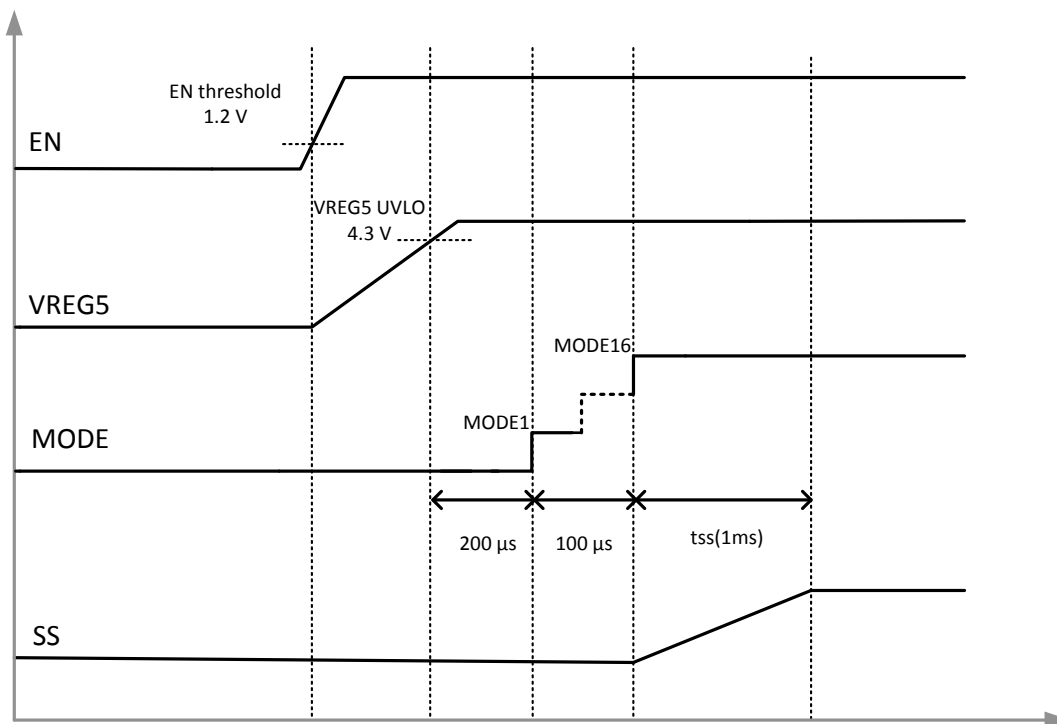 EN threshold
1.2 V
EN
VREG5 UVLO
4.3 V
VREG5
MODE16
MODE1
MODE
200 µs
100 µs
tss(1ms)
SS